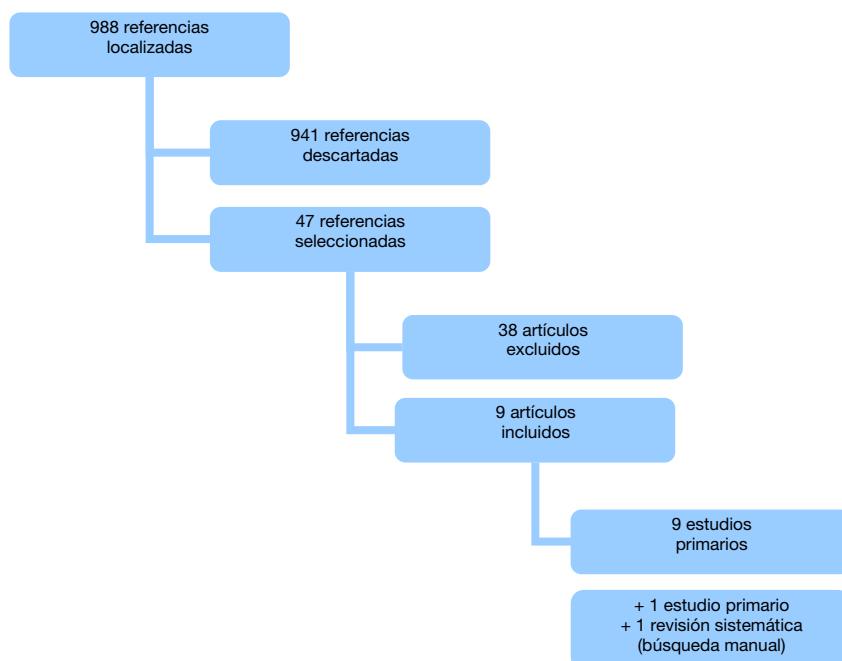 988 referencias
localizadas
941 referencias
descartadas
47 referencias
seleccionadas
38 artículos
excluidos
9 artículos
incluidos
9 estudios
primarios
+ 1 estudio primario
+ 1 revisión sistemática
(búsqueda manual)